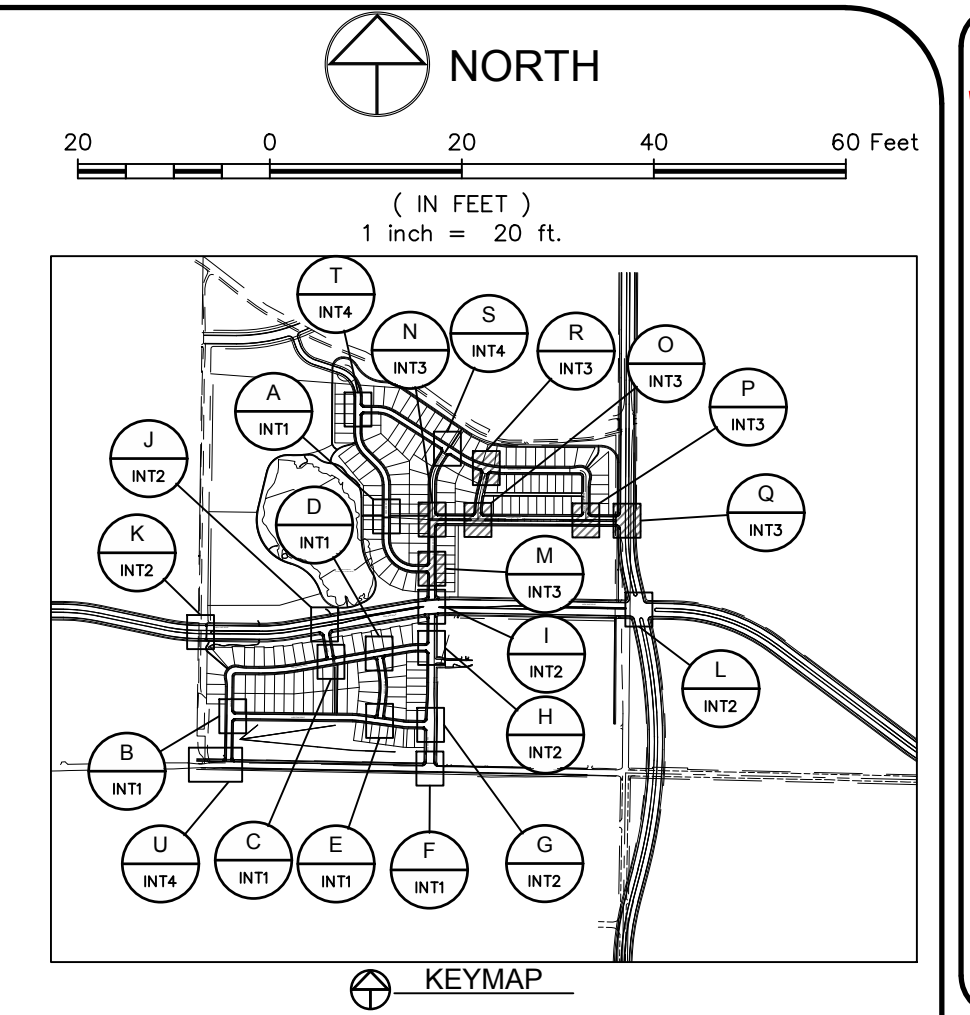 NORTH
20 0 20 40 60 Feet
( IN FEET )
1 inch = 20 ft.
T
INT4
N
INT3
S
INT4
R
INT3
O
INT3
P
INT3
A
INT1
J
INT2
D
INT1
Q
INT3
K
INT2
M
INT3
I
INT2
L
INT2
H
INT2
B
INT1
U
INT4
C
INT1
E
INT1
F
INT1
G
INT2
KEYMAP